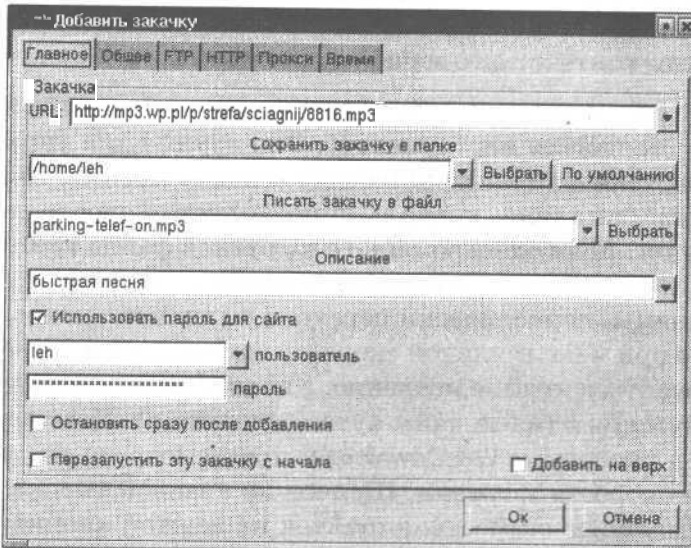 Добавить закачку
Главное Общее FTP HTTP Прокси Время
Закачка
URL: http://mp3.wp.pl/p/strefa/sciagnij/8816.mp3
Сохранить закачку в папке
/home/leh Выбрать По умолчанию
Писать закачку в файл
parking-telef-on.mp3 Выбрать
Описание
быстрая песня
Использовать пароль для сайта
leh пользователь
************************ пароль
Остановить сразу после добавления
Перезапустить эту закачку с начала Добавить на верх
Ок Отмена